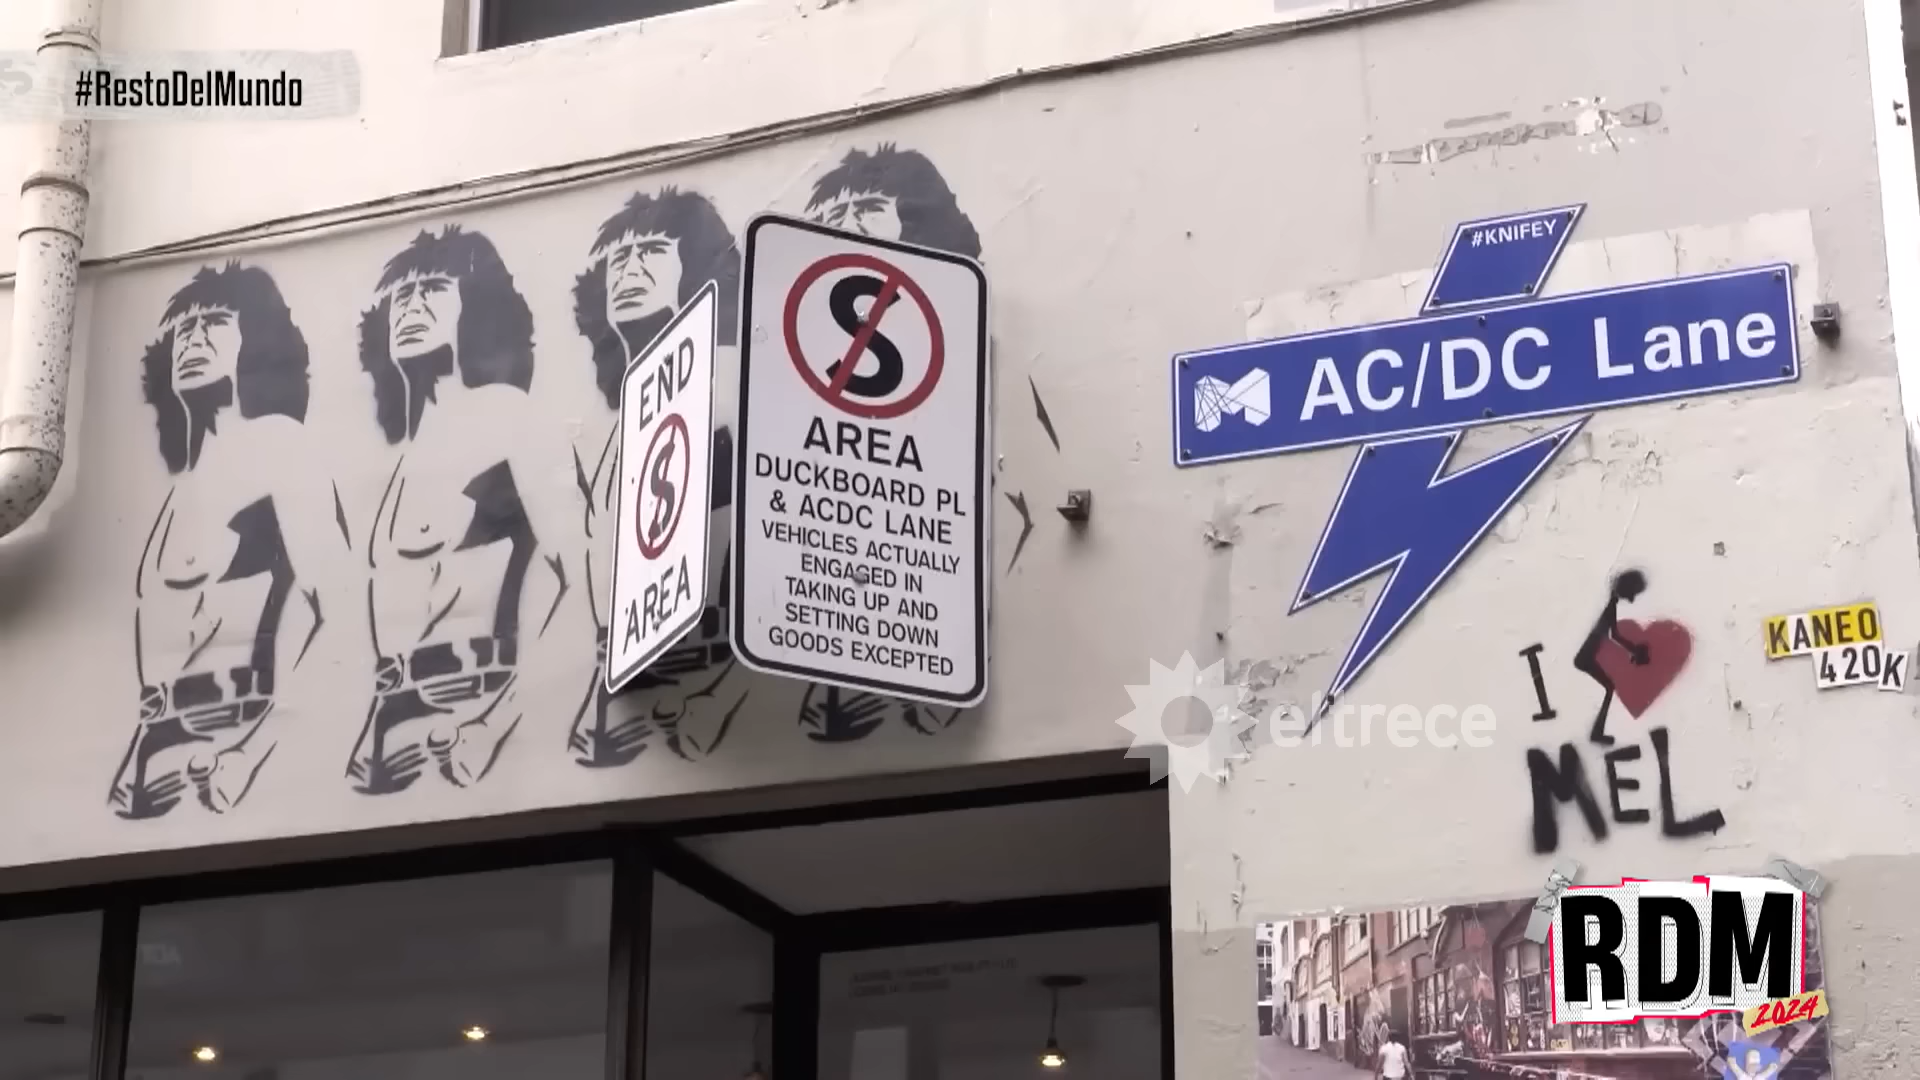 #RestoDelMundo
END
S
AREA
S
AREA
DUCKBOARD PL
& ACDC LANE
VEHICLES ACTUALLY
ENGAGED IN
TAKING UP AND
SETTING DOWN
GOODS EXCEPTED
#KNIFEY
M AC/DC Lane
I
MEL
KANEO
420K
eltrece
RDM
2024